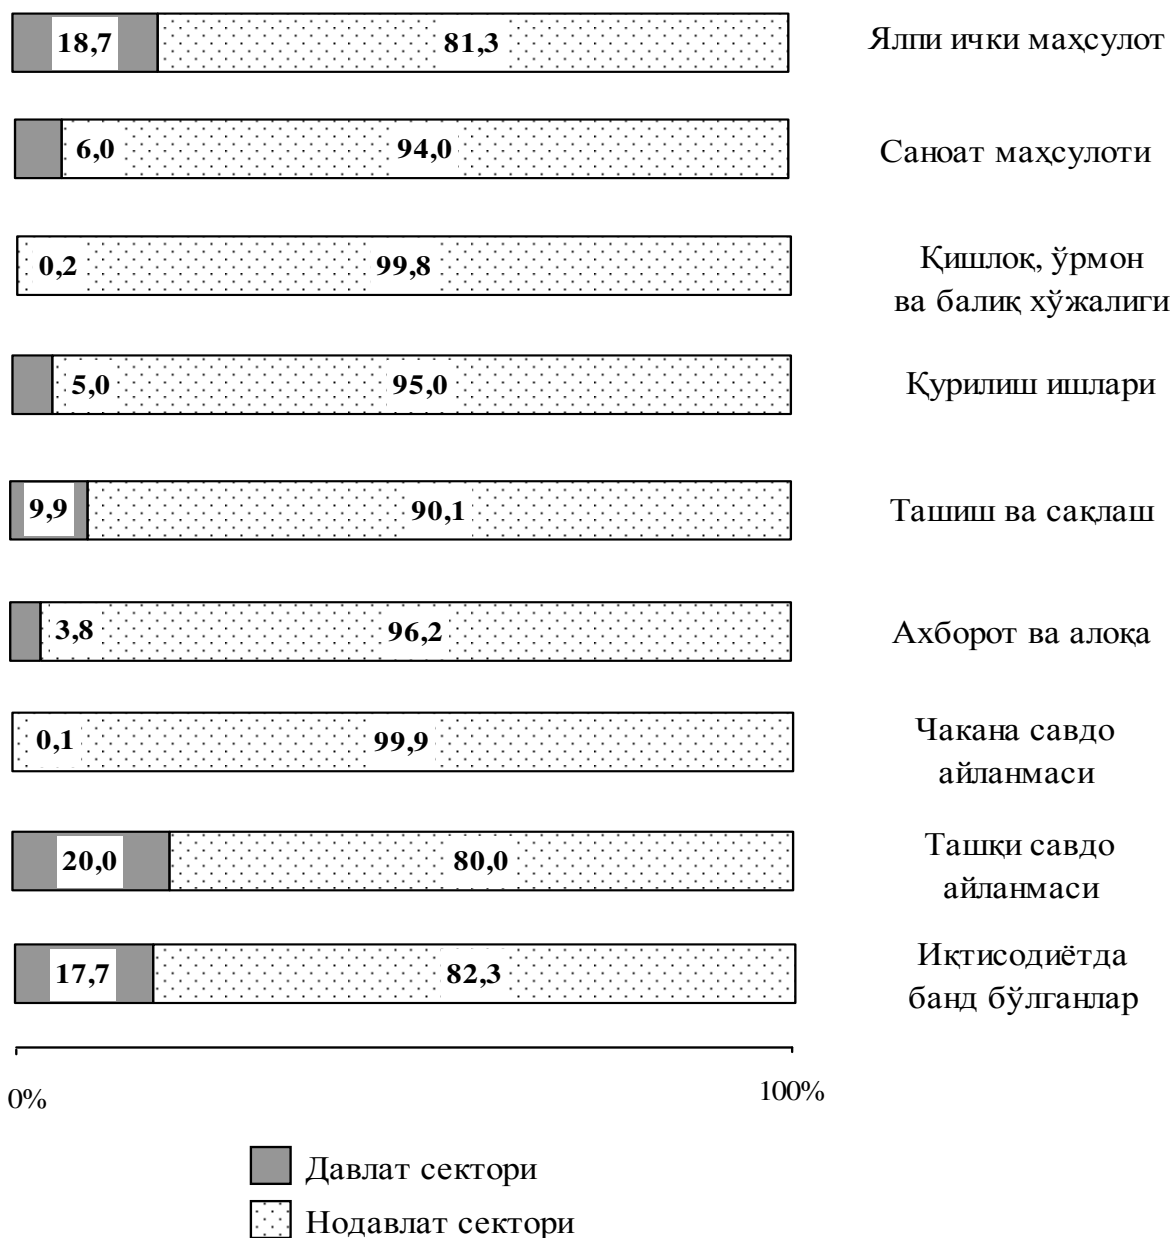 18,7 81,3 Ялпи ички маҳсулот
6,0 94,0 Саноат маҳсулоти
0,2 99,8 Қишлоқ, ўрмон
ва балиқ хўжалиги
5,0 95,0 Қурилиш ишлари
9,9 90,1 Ташиш ва сақлаш
3,8 96,2 Ахборот ва алоқа
0,1 99,9 Чакана савдо
айланмаси
20,0 80,0 Ташқи савдо
айланмаси
17,7 82,3 Иқтисодиётда
банд бўлганлар
0% 100%
Давлат сектори
Нодавлат сектори